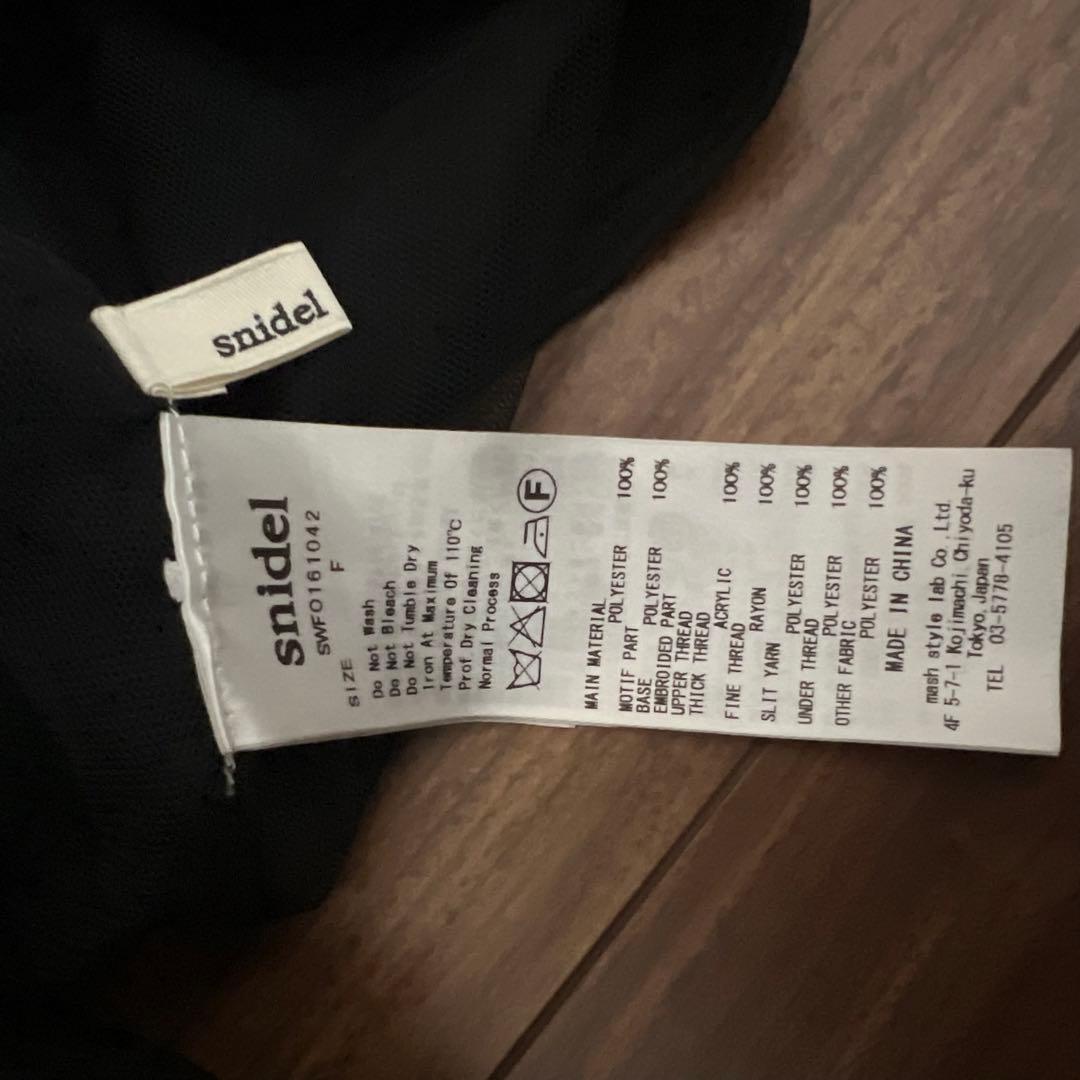 snidel
snidel
SWFO161042
SIZE F
Do Not Wash
Do Not Bleach
Do Not Tumble Dry
Iron At Maximum
Temperature Of 110℃
Prof Dry Cleaning
Normal Process
F
MAIN MATERIAL
POLYESTER 100%
MOTIF PART
BASE POLYESTER 100%
EMBROIDED PART
UPPER THREAD
THICK THREAD
ACRYLIC 100%
FINE THREAD
RAYON 100%
SLIT YARN
POLYESTER 100%
UNDER THREAD
POLYESTER 100%
OTHER FABRIC
POLYESTER 100%
MADE IN CHINA
mash style lab Co.,Ltd.
4F 5-7-1 Kojimachi,Chiyoda-ku
Tokyo,Japan
TEL 03-5778-4105